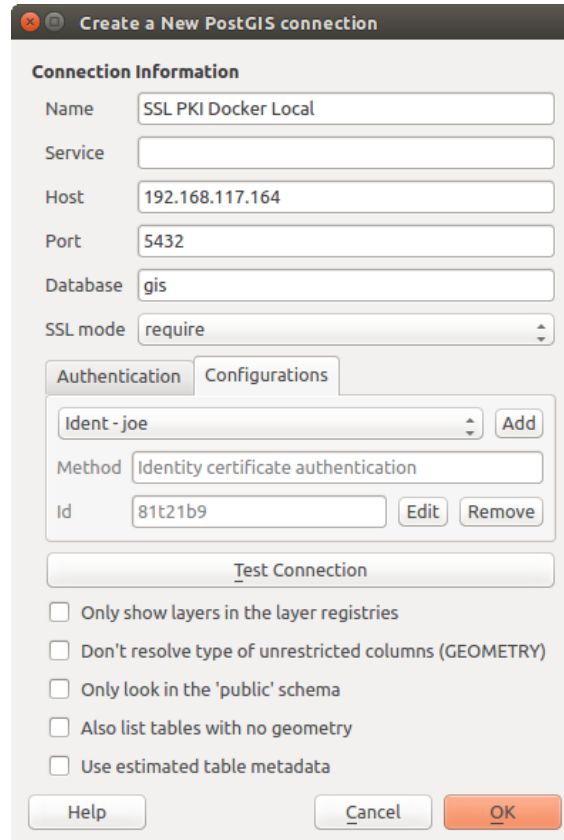 Create a New PostGIS connection
Connection Information
Name SSL PKI Docker Local
Service
Host 192.168.117.164
Port 5432
Database gis
SSL mode require
Authentication Configurations
Ident - joe Add
Method Identity certificate authentication
Id 81t21b9 Edit Remove
Test Connection
Only show layers in the layer registries
Don't resolve type of unrestricted columns (GEOMETRY)
Only look in the 'public' schema
Also list tables with no geometry
Use estimated table metadata
Help Cancel OK